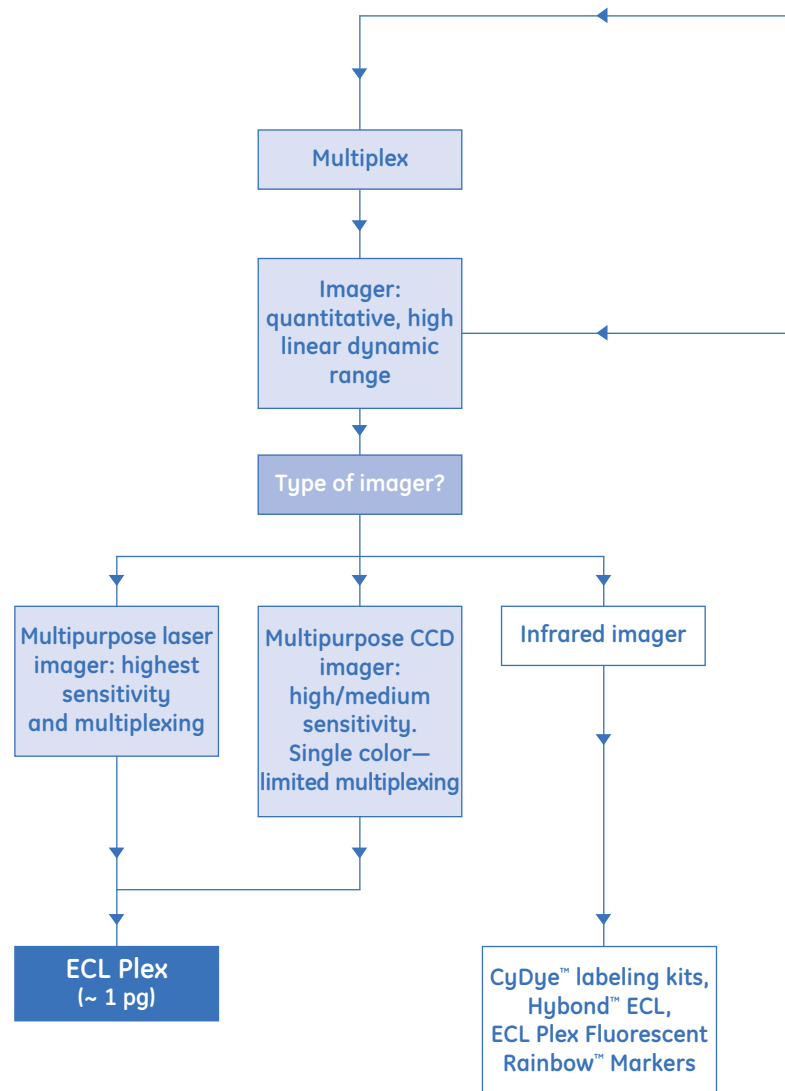 Multiplex
Imager:
quantitative, high
linear dynamic
range
Type of imager?
Multipurpose laser
imager: highest
sensitivity
and multiplexing
Multipurpose CCD
imager:
high/medium
sensitivity.
Single color—
limited multiplexing
Infrared imager
ECL Plex
(~ 1 pg)
CyDye™ labeling kits,
Hybond™ ECL,
ECL Plex Fluorescent
Rainbow™ Markers